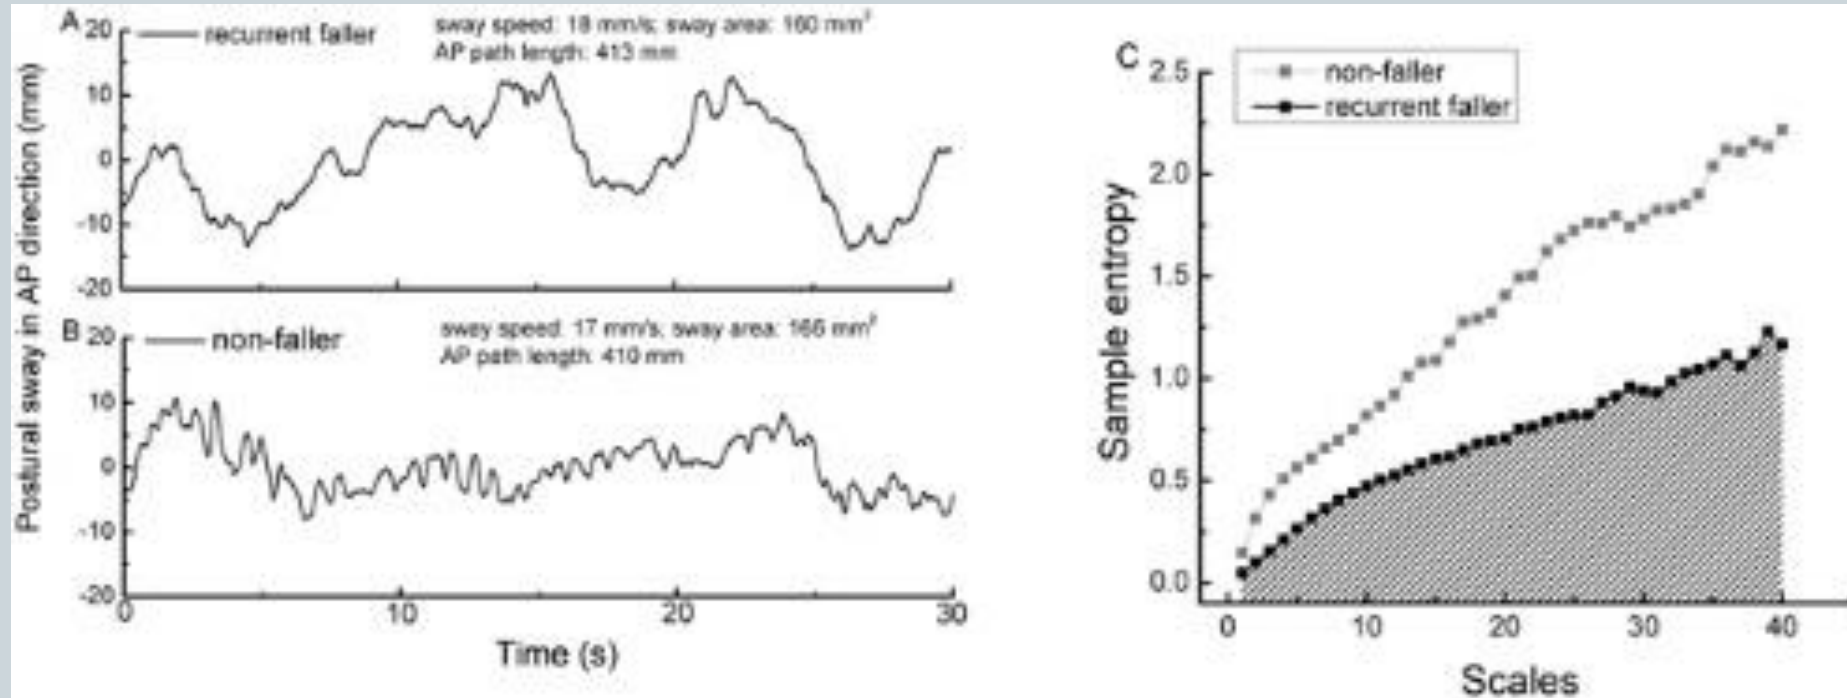 A
20
recurrent faller
sway speed: 18 mm/s; sway area: 160 mm²
AP path length: 413 mm
10
0
-10
-20
Postural sway in AP direction (mm)
B
20
non-faller
sway speed: 17 mm/s; sway area: 166 mm²
AP path length: 410 mm
10
0
-10
-20
0 10 20 30
Time (s)
C
2.5
non-faller
recurrent faller
2.0
1.5
1.0
0.5
0.0
Sample entropy
0 10 20 30 40
Scales